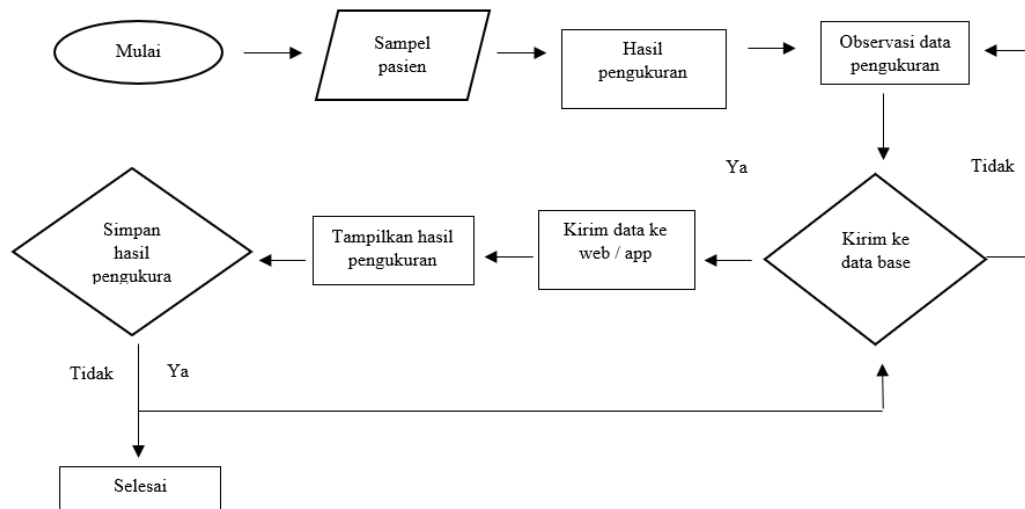 Mulai
Sampel
pasien
Hasil
pengukuran
Observasi data
pengukuran
Ya
Tidak
Simpan
hasil
pengukura
Tampilkan hasil
pengukuran
Kirim data ke
web / app
Kirim ke
data base
Tidak
Ya
Selesai